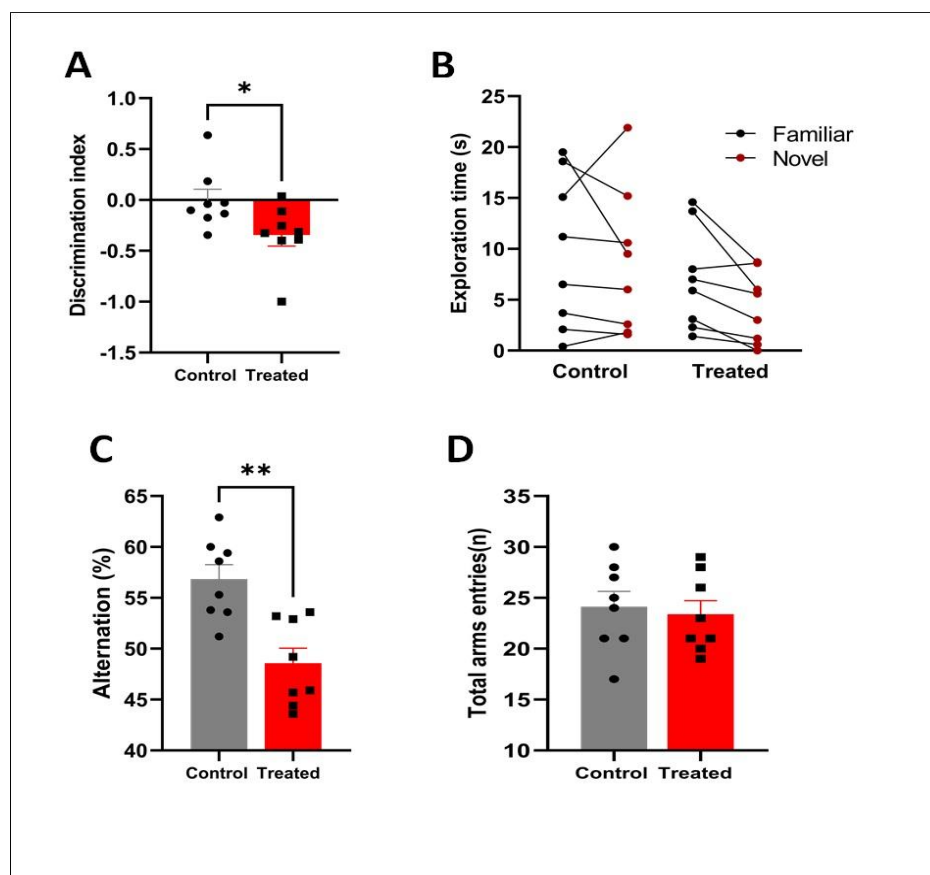 A
*
1.0
0.5
0.0
-0.5
-1.0
-1.5
Discrimination index
Control Treated
B
25
20
15
10
5
0
Exploration time (s)
Familiar
Novel
Control Treated
C
**
65
60
55
50
45
40
Alternation (%)
Control Treated
D
35
30
25
20
15
10
Total arms entries(n)
Control Treated